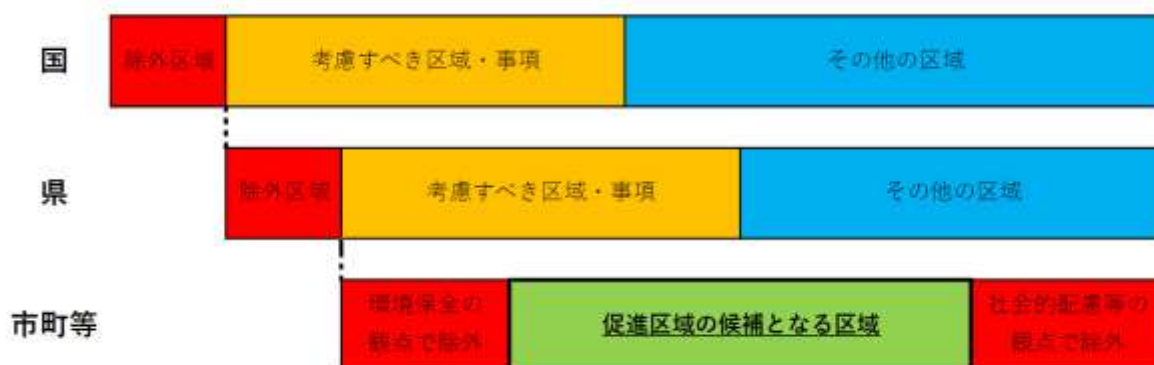 国
除外区域
考慮すべき区域・事項
その他の区域
県
除外区域
考慮すべき区域・事項
その他の区域
市町等
環境保全の
観点で除外
促進区域の候補となる区域
社会的配慮等の
観点で除外